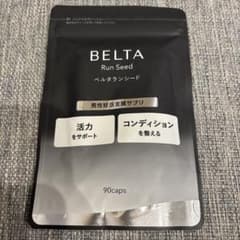 BELTA
Run Seed
ベルタランシード
男性妊活支援サプリ
活力
をサポート
コンディション
を整える
90caps